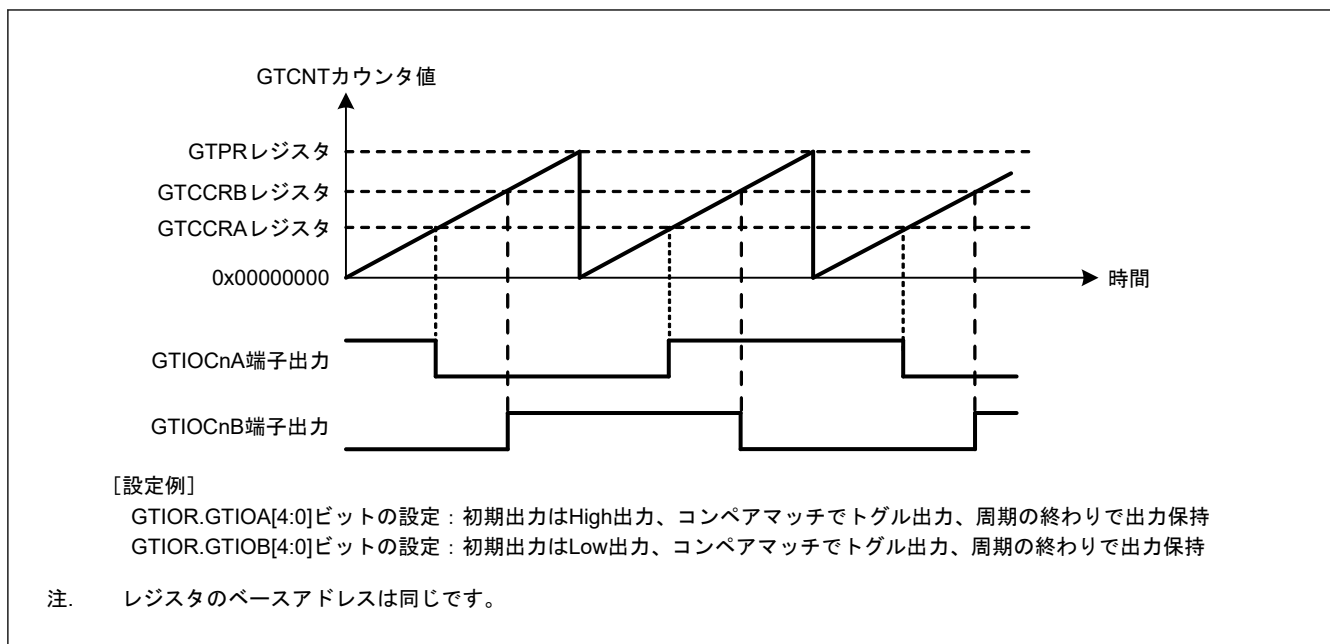 GTCNTカウンタ値
GTPRレジスタ
GTCCRBレジスタ
GTCCRAレジスタ
0x00000000
時間
GTIOCnA端子出力
GTIOCnB端子出力
[設定例]
GTIOR.GTIOA[4:0]ビットの設定：初期出力はHigh出力、コンペアマッチでトグル出力、周期の終わりで出力保持
GTIOR.GTIOB[4:0]ビットの設定：初期出力はLow出力、コンペアマッチでトグル出力、周期の終わりで出力保持
注. レジスタのベースアドレスは同じです。